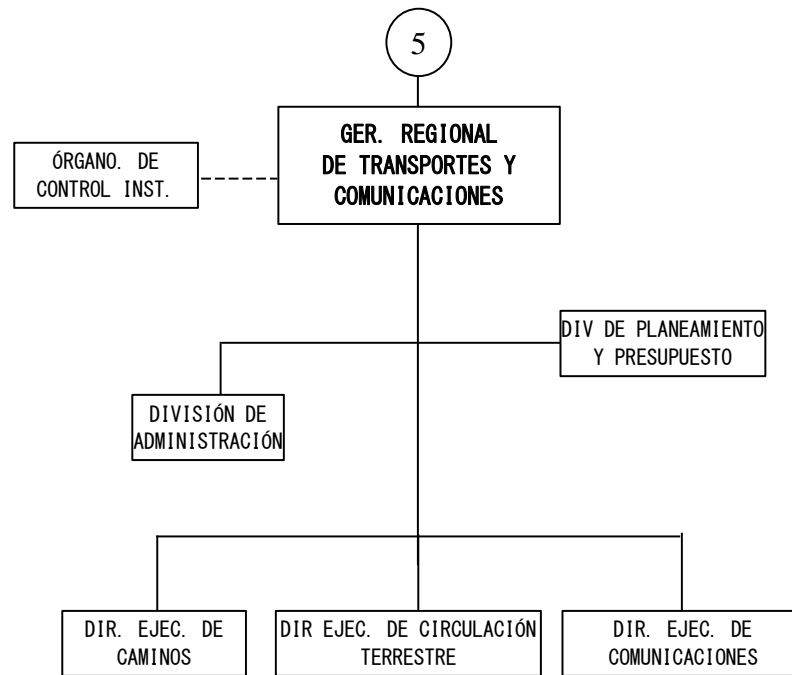 5
GER. REGIONAL
DE TRANSPORTES Y
COMUNICACIONES
ÓRGANO. DE
CONTROL INST.
DIV DE PLANEAMIENTO
Y PRESUPUESTO
DIVISIÓN DE
ADMINISTRACIÓN
DIR. EJEC. DE
CAMINOS
DIR EJEC. DE CIRCULACIÓN
TERRESTRE
DIR. EJEC. DE
COMUNICACIONES